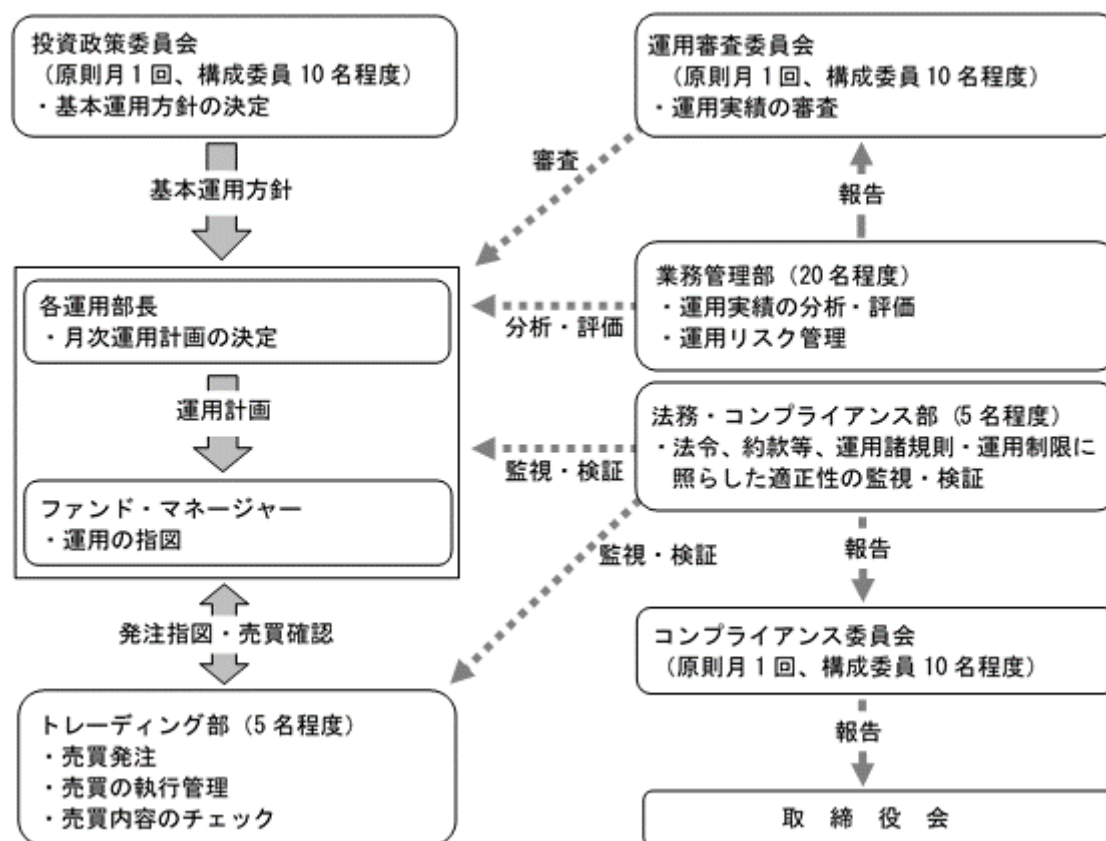 投資政策委員会
(原則月1回、構成委員10名程度)
・基本運用方針の決定
基本運用方針
各運用部長
・月次運用計画の決定
運用計画
ファンド・マネージャー
・運用の指図
発注指図・売買確認
トレーディング部(5名程度)
・売買発注
・売買の執行管理
・売買内容のチェック
運用審査委員会
(原則月1回、構成委員10名程度)
・運用実績の審査
審査
報告
業務管理部(20名程度)
・運用実績の分析・評価
・運用リスク管理
分析・評価
法務・コンプライアンス部(5名程度)
・法令、約款等、運用諸規則・運用制限に
照らした適正性の監視・検証
監視・検証
監視・検証
報告
コンプライアンス委員会
(原則月1回、構成委員10名程度)
報告
取締役会